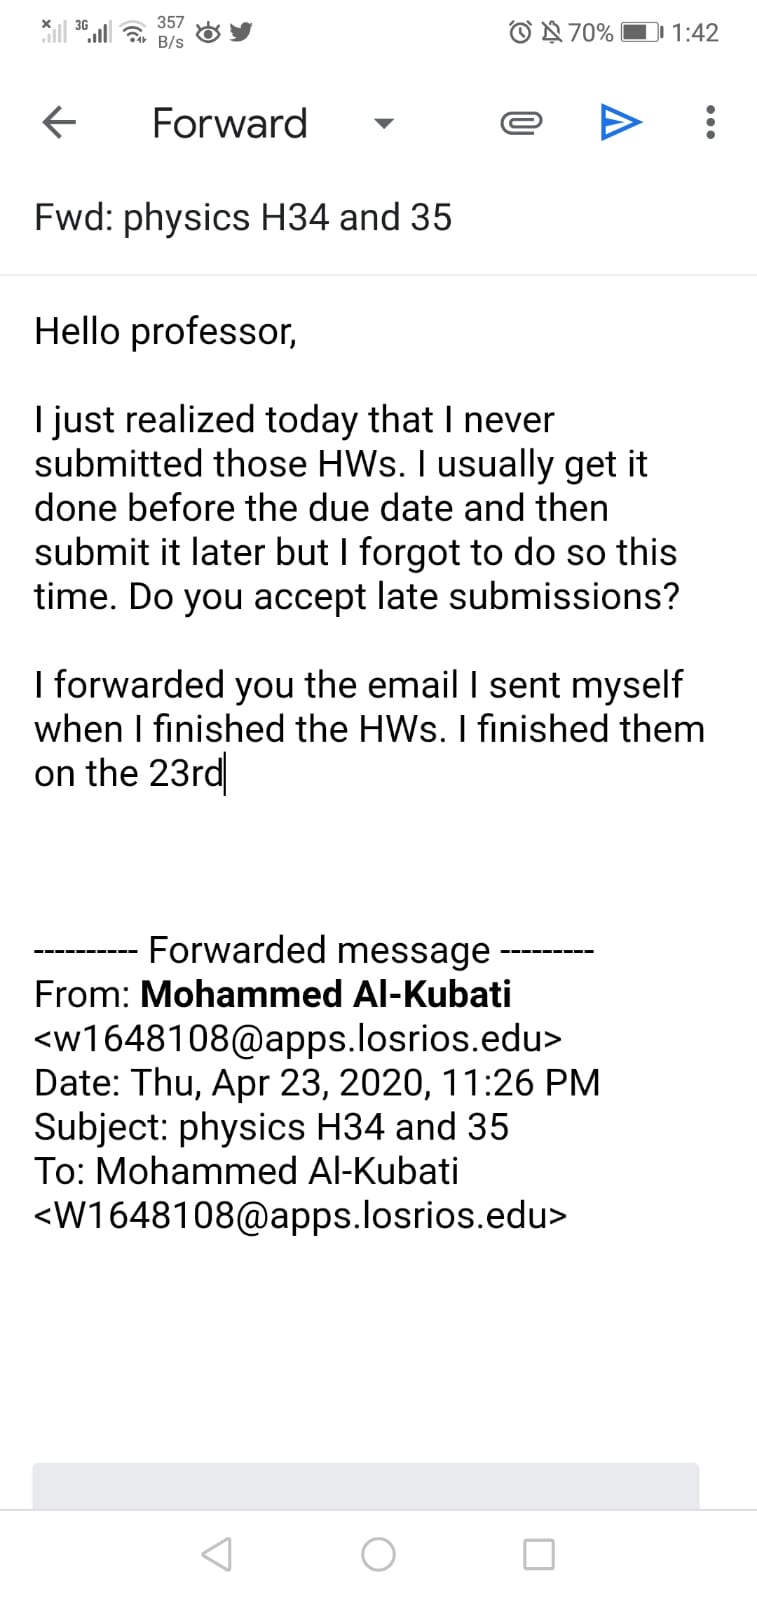 3G 357 B/s 70% 1:42
Forward
Fwd: physics H34 and 35
Hello professor,
I just realized today that I never
submitted those HWs. I usually get it
done before the due date and then
submit it later but I forgot to do so this
time. Do you accept late submissions?
I forwarded you the email I sent myself
when I finished the HWs. I finished them
on the 23rd
---------- Forwarded message ---------
From: Mohammed Al-Kubati
<w1648108@apps.losrios.edu>
Date: Thu, Apr 23, 2020, 11:26 PM
Subject: physics H34 and 35
To: Mohammed Al-Kubati
<W1648108@apps.losrios.edu>